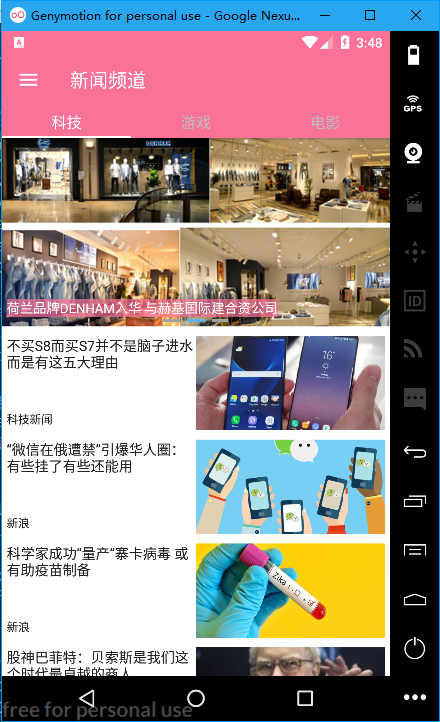 Genymotion for personal use - Google Nexu...
A
3:48
新闻频道
科技
游戏
电影
GPS
DENHAM
荷兰品牌DENHAM入华 与赫基国际建合资公司
ID
不买S8而买S7并不是脑子进水
而是有这五大理由
科技新闻
“微信在俄遭禁”引爆华人圈：
有些挂了有些还能用
新浪
科学家成功“量产”寨卡病毒 或
有助疫苗制备
新浪
Zika
股神巴菲特：贝索斯是我们这
个时代最卓越的商人
free for personal use